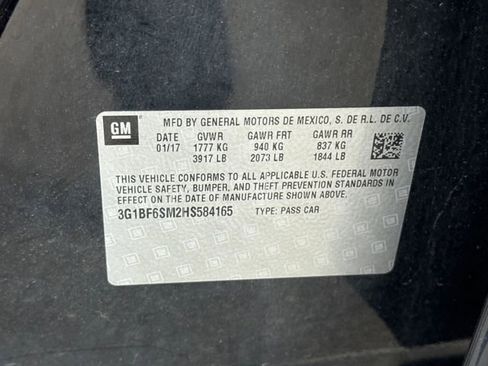 MFD BY GENERAL MOTORS DE MEXICO, S. DE R.L. DE C.V.
GM
DATE GVWR GAWR FRT GAWR RR
01/17 1777 KG 940 KG 837 KG
3917 LB 2073 LB 1844 LB
THIS VEHICLE CONFORMS TO ALL APPLICABLE U.S. FEDERAL MOTOR
VEHICLE SAFETY, BUMPER, AND THEFT PREVENTION STANDARDS IN
EFFECT ON THE DATE OF MANUFACTURE SHOWN ABOVE.
3G1BF6SM2HS584165 TYPE: PASS CAR